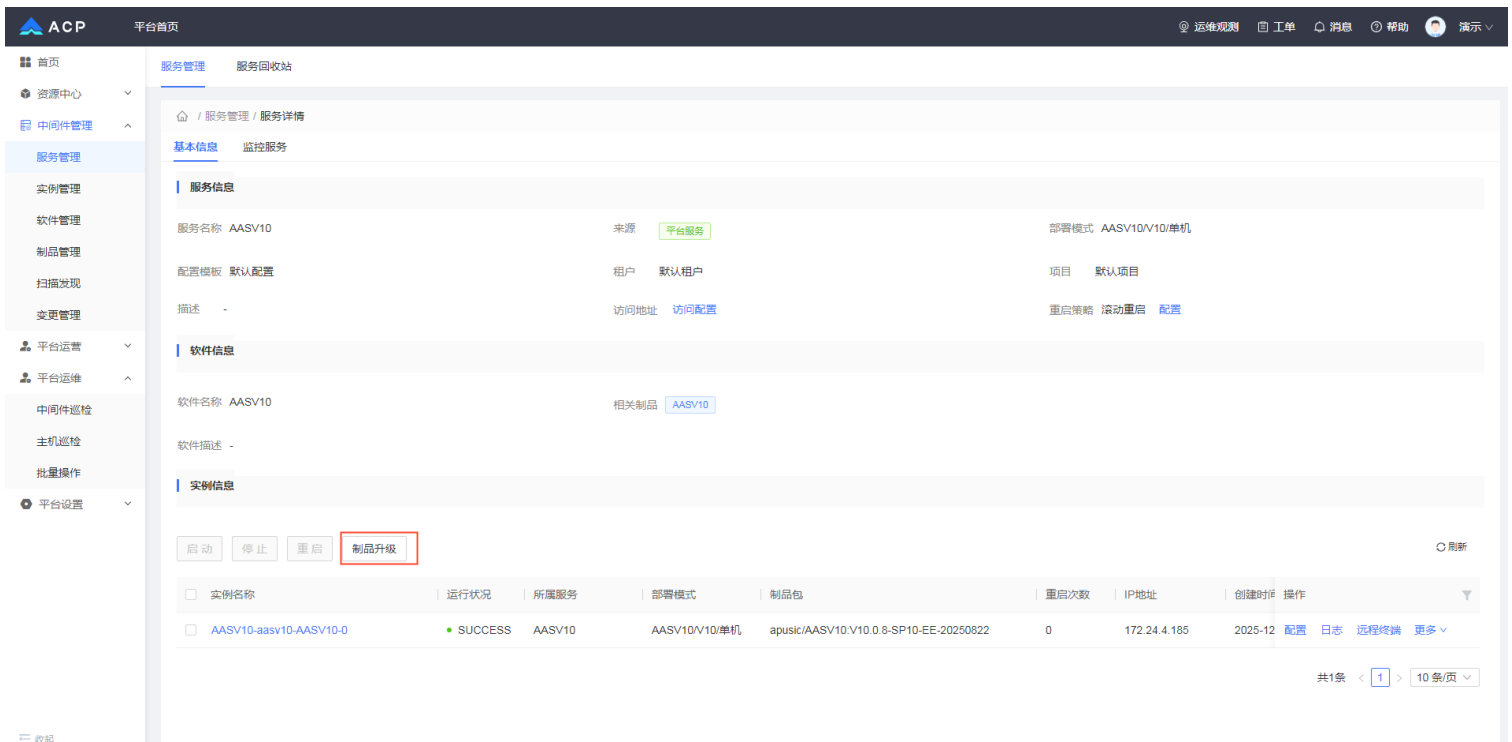 ACP 平台首页 运维观测 工单 消息 帮助 演示
首页
资源中心
中间件管理
服务管理
实例管理
软件管理
制品管理
扫描发现
变更管理
平台运营
平台运维
中间件巡检
主机巡检
批量操作
平台设置
收起
服务管理 服务回收站
/ 服务管理 / 服务详情
基本信息 监控服务
服务信息
服务名称 AASV10 来源 平台服务 部署模式 AASV10/V10/单机
配置模板 默认配置 租户 默认租户 项目 默认项目
描述 - 访问地址 访问配置 重启策略 滚动重启 配置
软件信息
软件名称 AASV10 相关制品 AASV10
软件描述 -
实例信息
启动 停止 重启 制品升级 刷新
实例名称 运行状况 所属服务 部署模式 制品包 重启次数 IP地址 创建时间 操作
AASV10-aasv10-AASV10-0 SUCCESS AASV10 AASV10/V10/单机 apusic/AASV10:V10.0.8-SP10-EE-20250822 0 172.24.4.185 2025-12 配置 日志 远程终端 更多
共1条 < 1 > 10 条/页